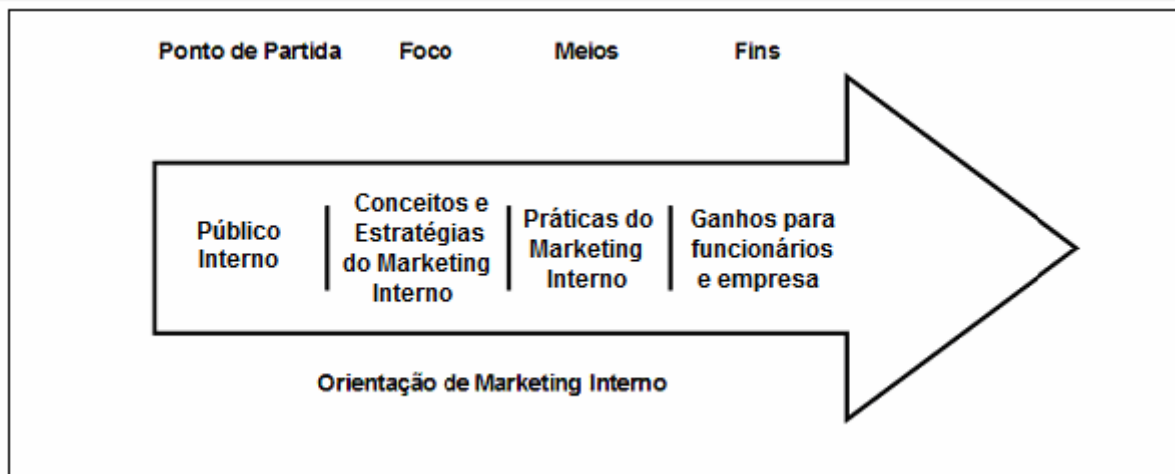 Ponto de Partida Foco Meios Fins
Público
Interno
Conceitos e
Estratégias
do Marketing
Interno
Práticas do
Marketing
Interno
Ganhos para
funcionários
e empresa
Orientação de Marketing Interno